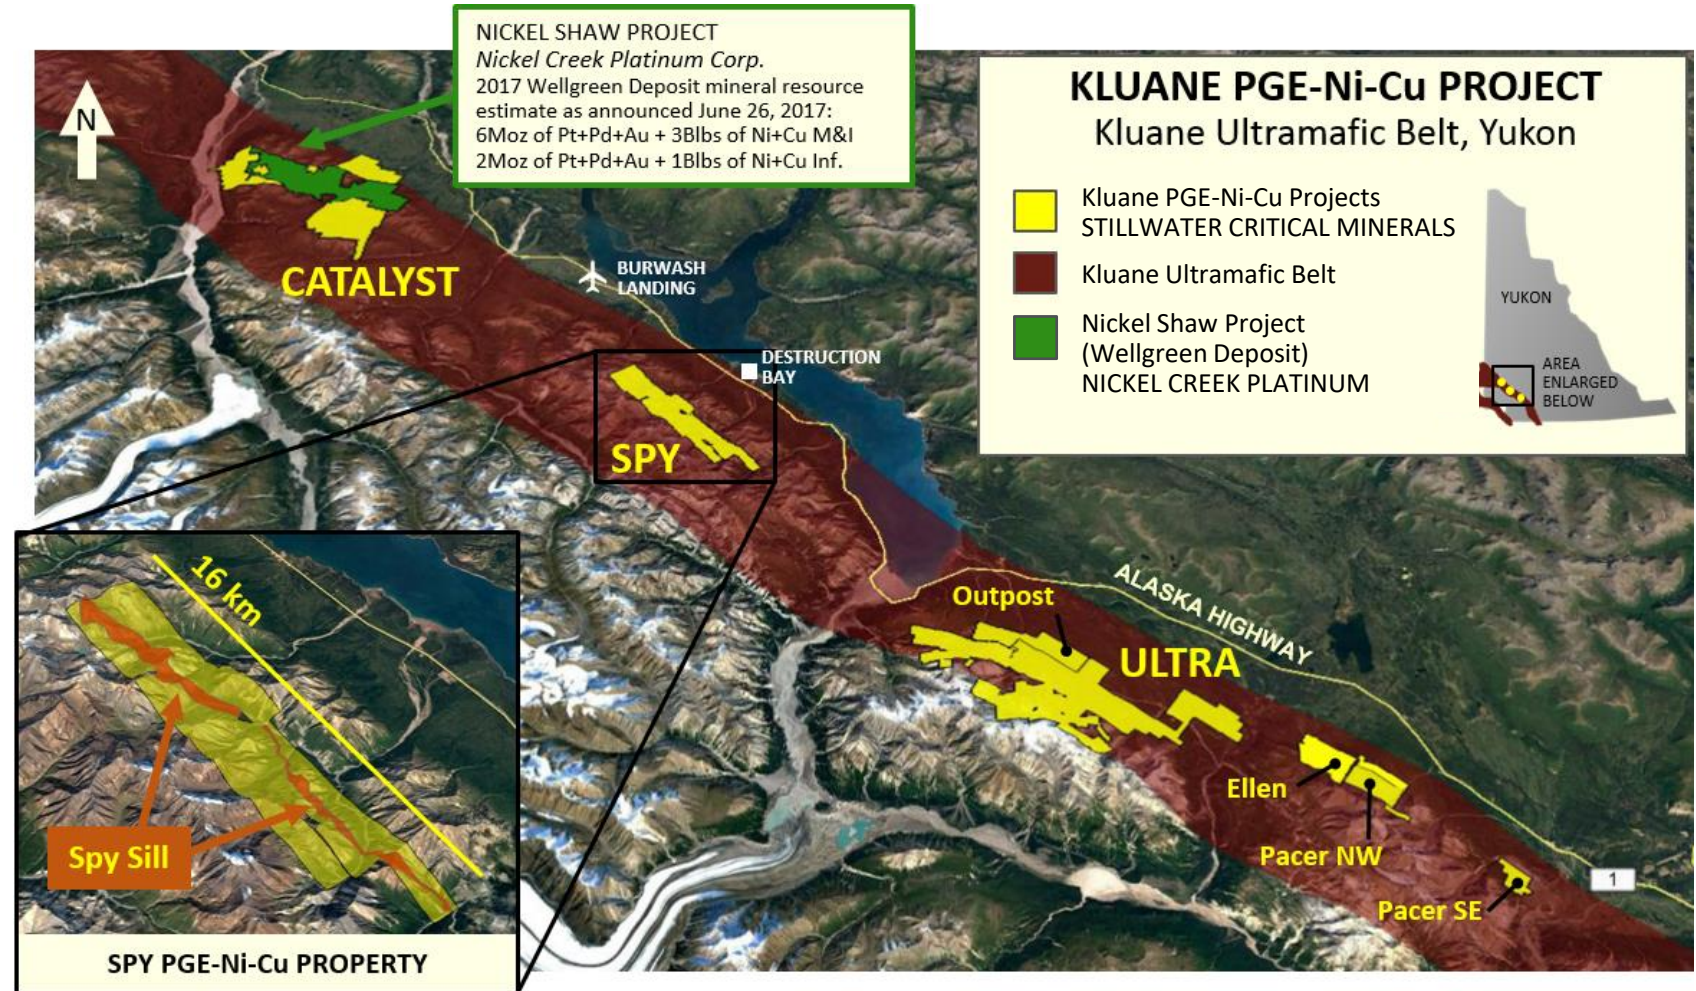 NICKEL SHAW PROJECT
Nickel Creek Platinum Corp.
2017 Wellgreen Deposit mineral resource
estimate as announced June 26, 2017:
6Moz of Pt+Pd+Au + 3Blbs of Ni+Cu M&I
2Moz of Pt+Pd+Au + 1Blbs of Ni+Cu Inf.
KLUANE PGE-Ni-Cu PROJECT
Kluane Ultramafic Belt, Yukon
Kluane PGE-Ni-Cu Projects
STILLWATER CRITICAL MINERALS
Kluane Ultramafic Belt
Nickel Shaw Project
(Wellgreen Deposit)
NICKEL CREEK PLATINUM
YUKON
AREA
ENLARGED
BELOW
N
CATALYST
BURWASH
LANDING
DESTRUCTION
BAY
SPY
Outpost
ALASKA HIGHWAY
ULTRA
Ellen
Pacer NW
Pacer SE
1
16 km
Spy Sill
SPY PGE-Ni-Cu PROPERTY